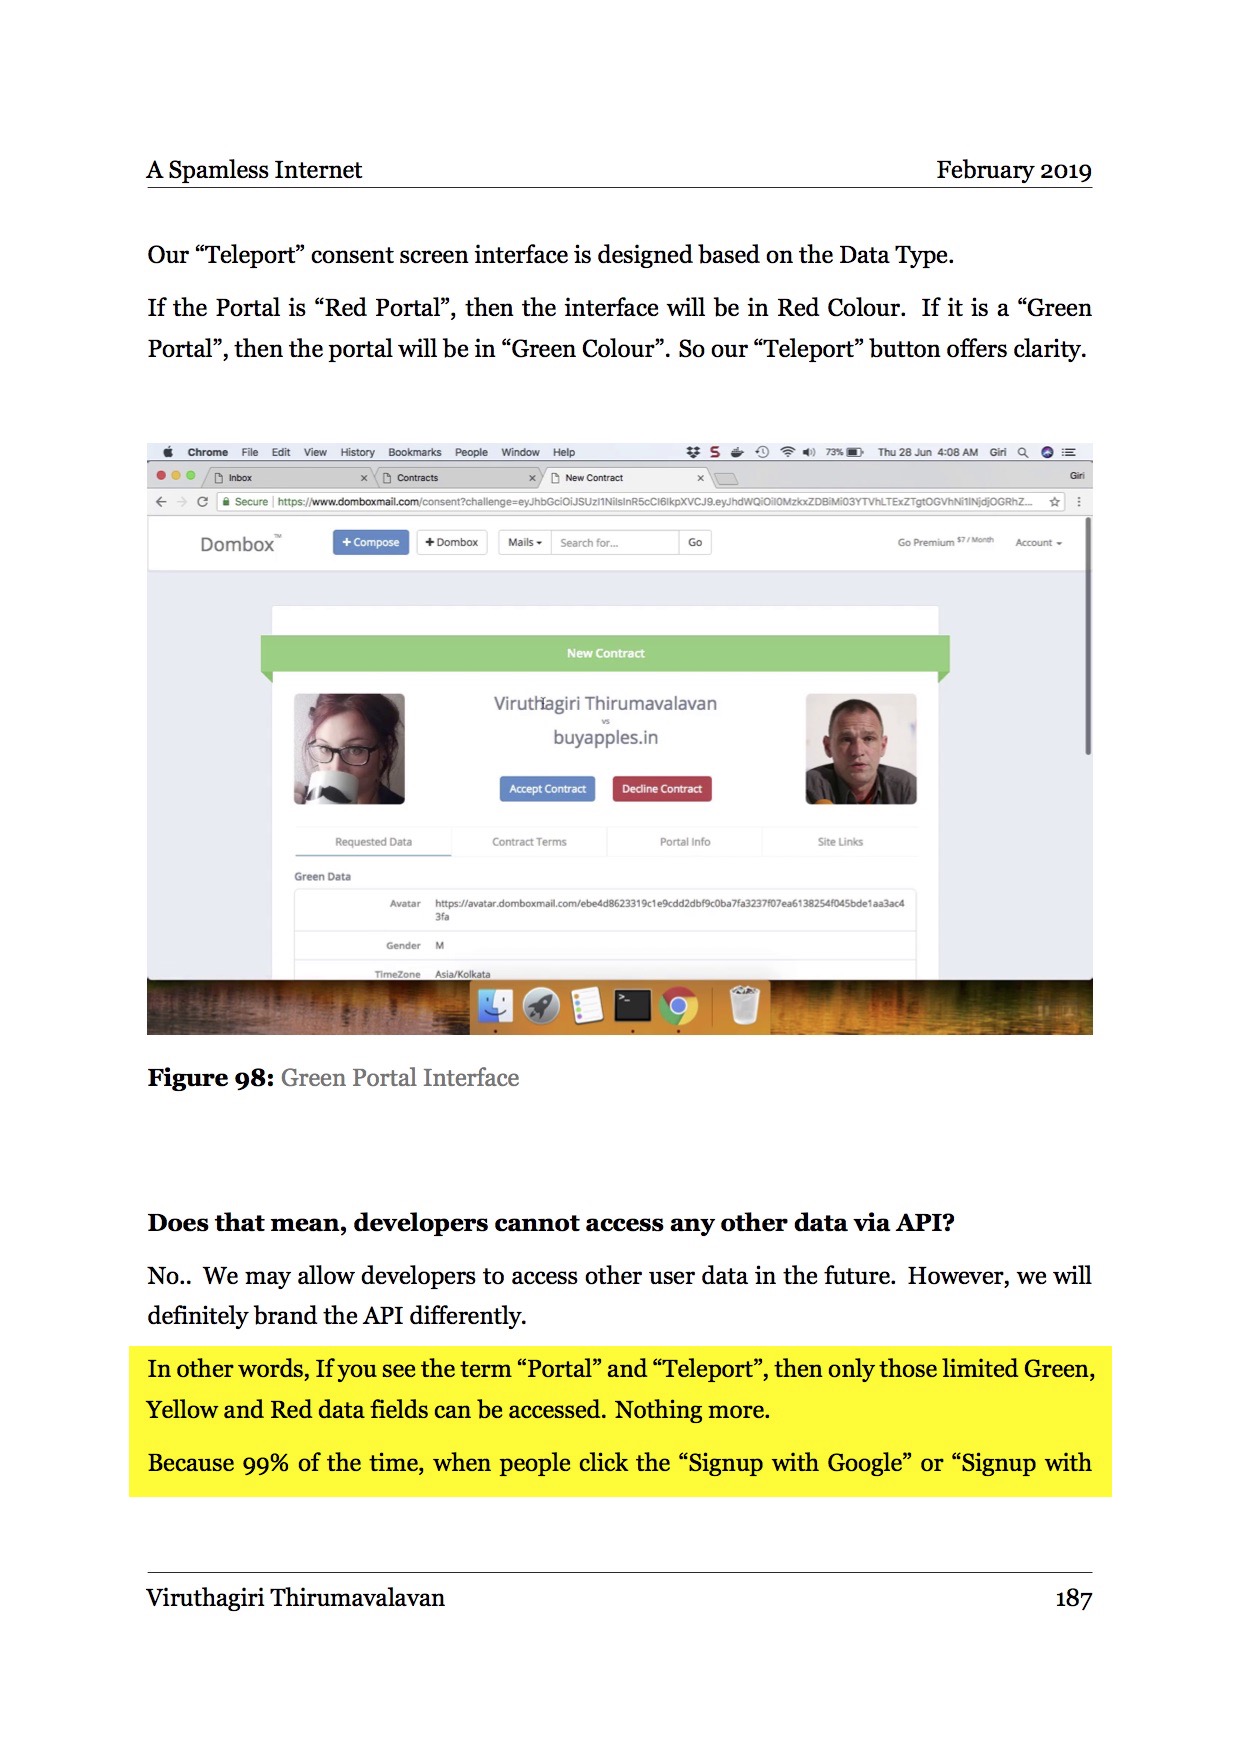 A Spamless Internet February 2019
Our “Teleport” consent screen interface is designed based on the Data Type.
If the Portal is “Red Portal”, then the interface will be in Red Colour. If it is a “Green
Portal”, then the portal will be in “Green Colour”. So our “Teleport” button offers clarity.
Chrome File Edit View History Bookmarks People Window Help S 73% Thu 28 Jun 4:08 AM Giri
Inbox Contracts New Contract Giri
Secure https://www.domboxmail.com/consent?challenge=
Dombox™ + Compose + Dombox Mails Search for... Go Go Premium $7 / Month Account
New Contract
Viruthagiri Thirumavalavan
vs
buyapples.in
Accept Contract Decline Contract
Requested Data Contract Terms Portal Info Site Links
Green Data
Avatar https://avatar.domboxmail.com/ebe4d8623319c1e9cdd2dbf9c0ba7fa3237f07ea6138254f045bde1aa3ac4
3fa
Gender M
TimeZone Asia/Kolkata
Figure 98: Green Portal Interface
Does that mean, developers cannot access any other data via API?
No.. We may allow developers to access other user data in the future. However, we will
definitely brand the API differently.
In other words, If you see the term “Portal” and “Teleport”, then only those limited Green,
Yellow and Red data fields can be accessed. Nothing more.
Because 99% of the time, when people click the “Signup with Google” or “Signup with
Viruthagiri Thirumavalavan 187